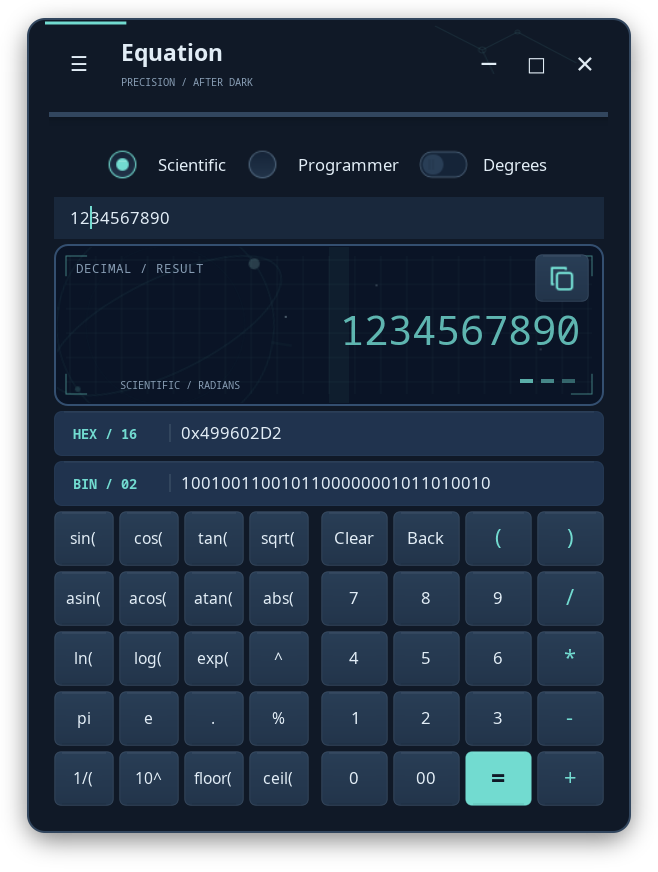 ☰ Equation − □ ✕
PRECISION / AFTER DARK
Scientific Programmer Degrees
1234567890
DECIMAL / RESULT
1234567890
SCIENTIFIC / RADIANS
HEX / 16 0x499602D2
BIN / 02 1001001100101100000001011010010
sin( cos( tan( sqrt( Clear Back ( )
asin( acos( atan( abs( 7 8 9 /
ln( log( exp( ^ 4 5 6 *
pi e . % 1 2 3 -
1/( 10^ floor( ceil( 0 00 = +